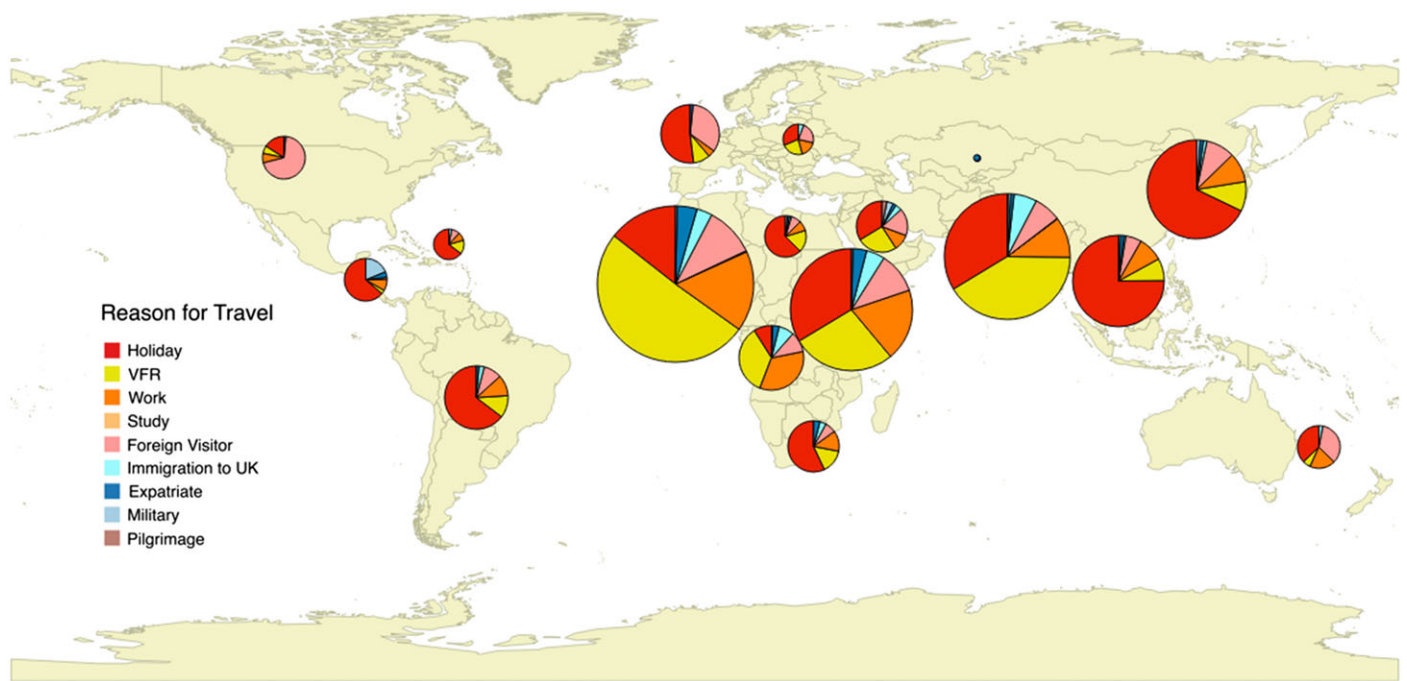 Reason for Travel
Holiday
VFR
Work
Study
Foreign Visitor
Immigration to UK
Expatriate
Military
Pilgrimage